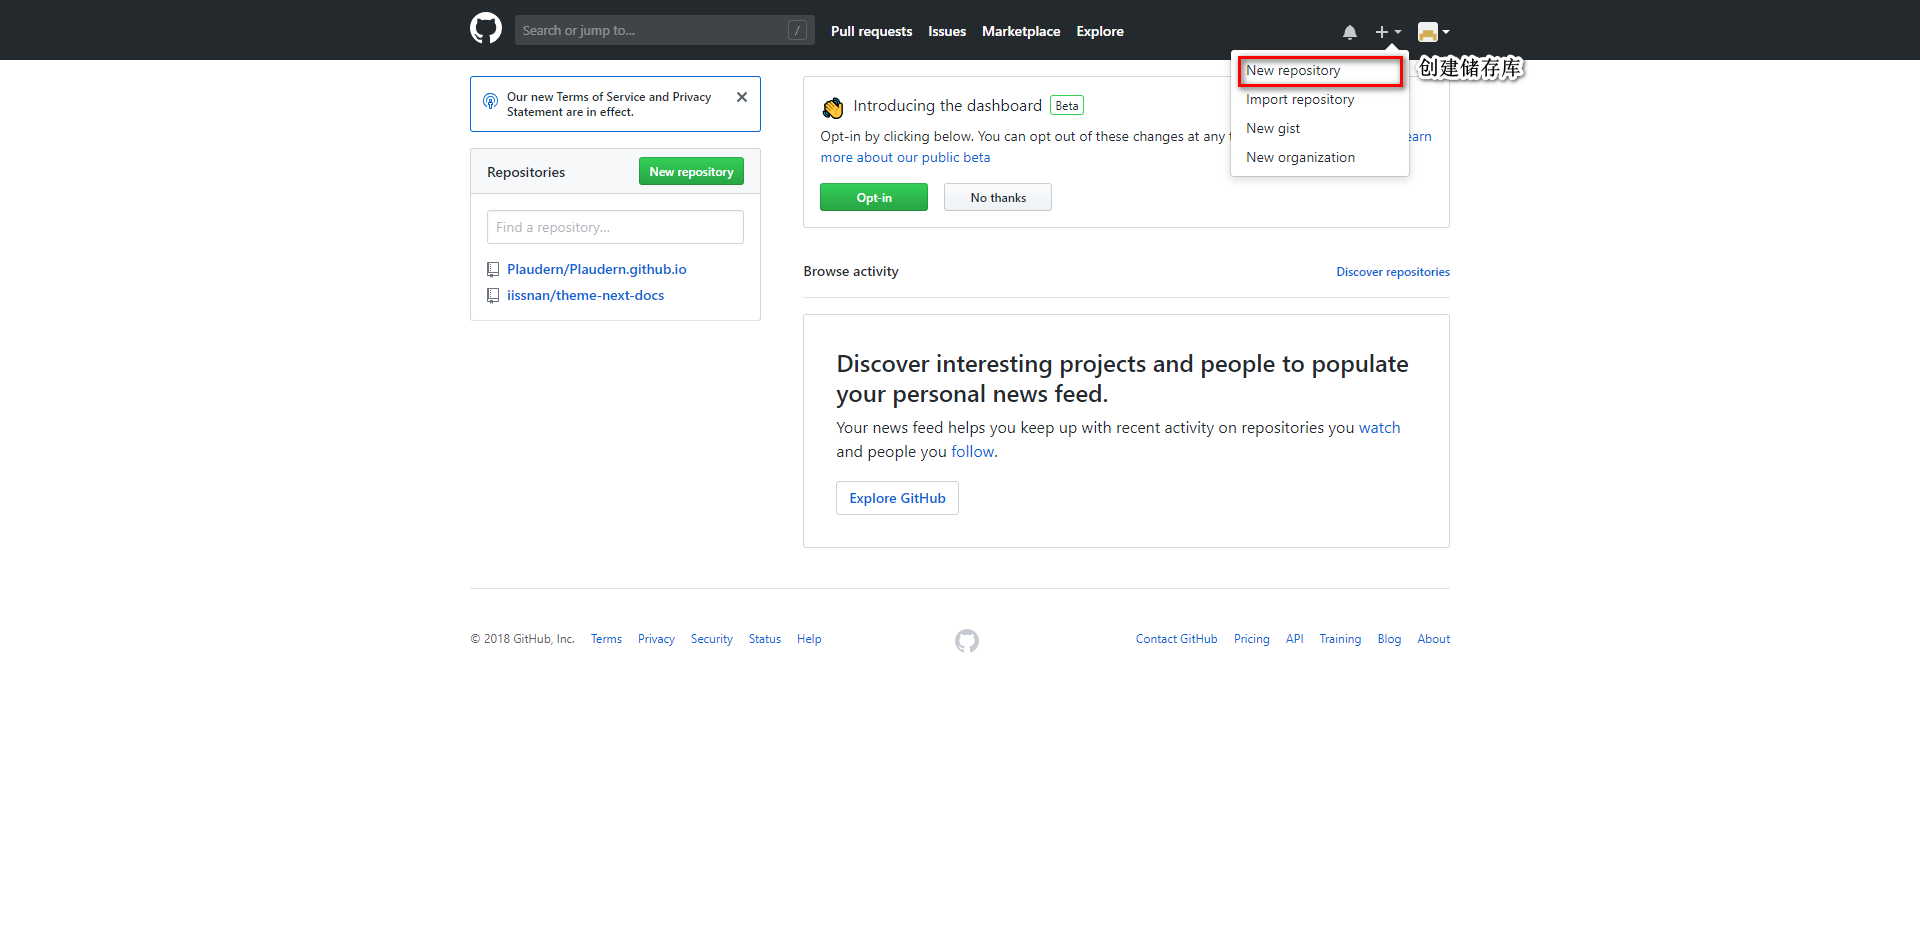 Search or jump to...
/
Pull requests
Issues
Marketplace
Explore
New repository
创建储存库
Import repository
New gist
New organization
Our new Terms of Service and Privacy
Statement are in effect.
Repositories
New repository
Find a repository...
Plaudern/Plaudern.github.io
iissnan/theme-next-docs
Introducing the dashboard
Beta
Opt-in by clicking below. You can opt out of these changes at any
earn
more about our public beta
Opt-in
No thanks
Browse activity
Discover repositories
Discover interesting projects and people to populate
your personal news feed.
Your news feed helps you keep up with recent activity on repositories you watch
and people you follow.
Explore GitHub
© 2018 GitHub, Inc.
Terms
Privacy
Security
Status
Help
Contact GitHub
Pricing
API
Training
Blog
About